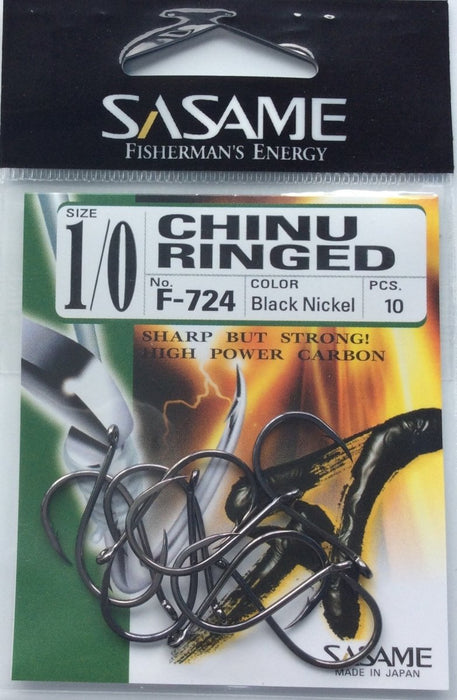 SASAME
FISHERMAN'S ENERGY
SIZE
1/0
CHINU
RINGED
No.
F-724
COLOR
Black Nickel
PCS.
10
SHARP BUT STRONG!
HIGH POWER CARBON
SASAME
MADE IN JAPAN